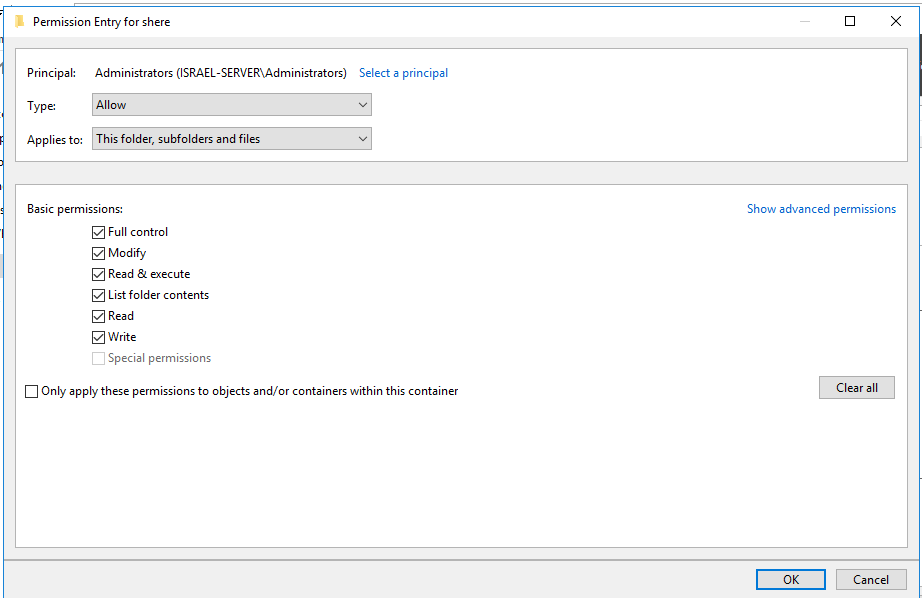 Permission Entry for shere
Principal: Administrators (ISRAEL-SERVER\Administrators) Select a principal
Type: Allow
Applies to: This folder, subfolders and files
Basic permissions: Show advanced permissions
Full control
Modify
Read & execute
List folder contents
Read
Write
Special permissions
Only apply these permissions to objects and/or containers within this container Clear all
OK Cancel